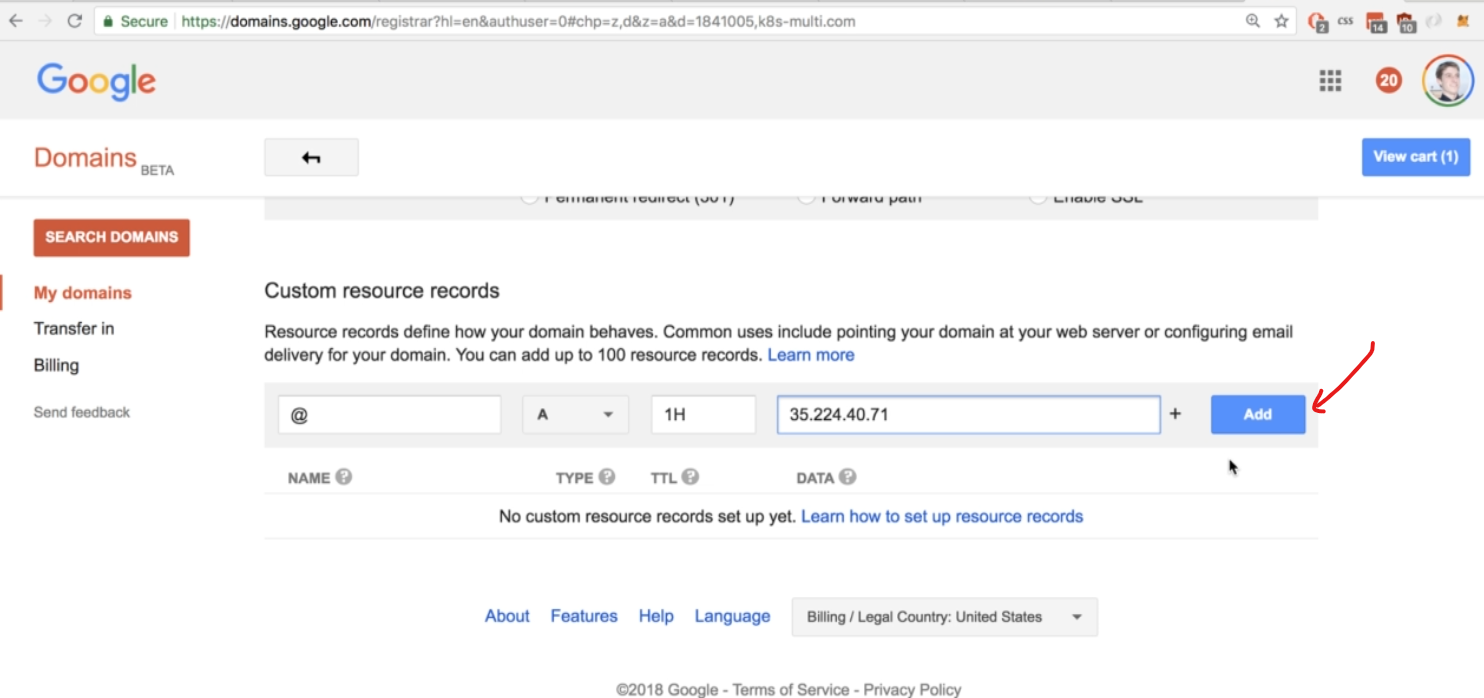 Secure https://domains.google.com/registrar?hl=en&authuser=0#chp=z,d&z=a&d=1841005,k8s-multi.com
2 CSS 14 10
Google
20
Domains BETA
View cart (1)
Permanent redirect (301) Forward path Enable SSL
SEARCH DOMAINS
My domains
Transfer in
Billing
Send feedback
Custom resource records
Resource records define how your domain behaves. Common uses include pointing your domain at your web server or configuring email
delivery for your domain. You can add up to 100 resource records. Learn more
@ A 1H 35.224.40.71 + Add
NAME ? TYPE ? TTL ? DATA ?
No custom resource records set up yet. Learn how to set up resource records
About Features Help Language Billing / Legal Country: United States
©2018 Google - Terms of Service - Privacy Policy